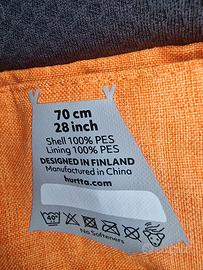 70 cm
28 inch
Shell 100% PES
Lining 100% PES
DESIGNED IN FINLAND
Manufactured in China
hurtta.com
40°
No Softeners